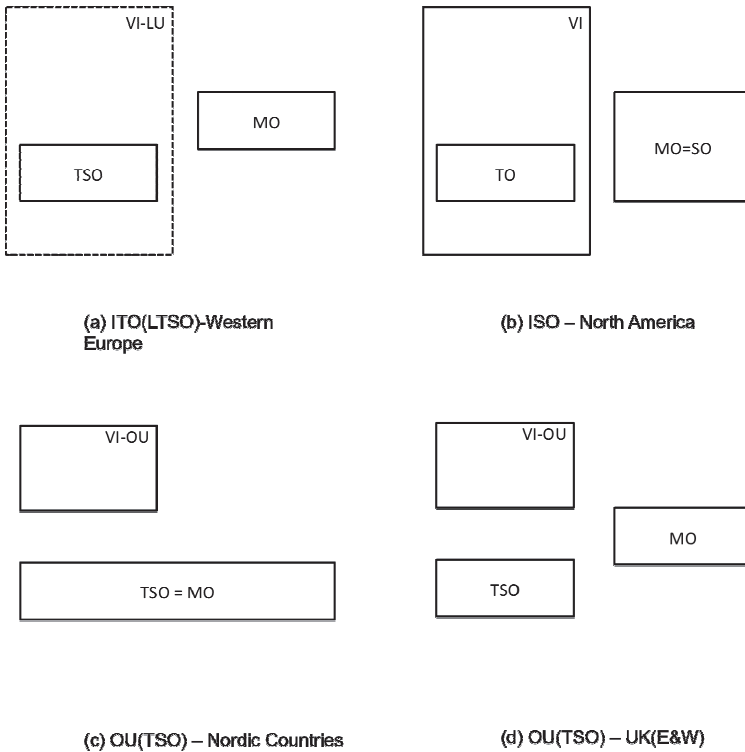 VI-LU
MO
TSO
VI
MO=SO
TO
(a) ITO(LTSO)-Western
Europe
(b) ISO – North America
VI-OU
TSO = MO
VI-OU
MO
TSO
(c) OU(TSO) – Nordic Countries
(d) OU(TSO) – UK(E&W)